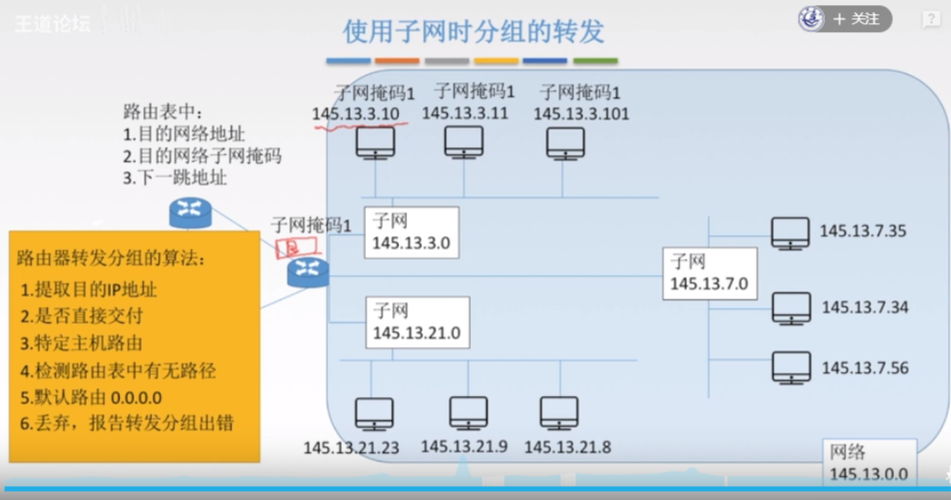 王道论坛
+ 关注
?
使用子网时分组的转发
子网掩码1
145.13.3.10
子网掩码1
145.13.3.11
子网掩码1
145.13.3.101
路由表中:
1.目的网络地址
2.目的网络子网掩码
3.下一跳地址
子网掩码1
子网
145.13.3.0
路由器转发分组的算法:
1.提取目的IP地址
2.是否直接交付
3.特定主机路由
4.检测路由表中有无路径
5.默认路由 0.0.0.0
6.丢弃，报告转发分组出错
子网
145.13.7.0
145.13.7.35
145.13.7.34
145.13.7.56
子网
145.13.21.0
145.13.21.23
145.13.21.9
145.13.21.8
网络
145.13.0.0